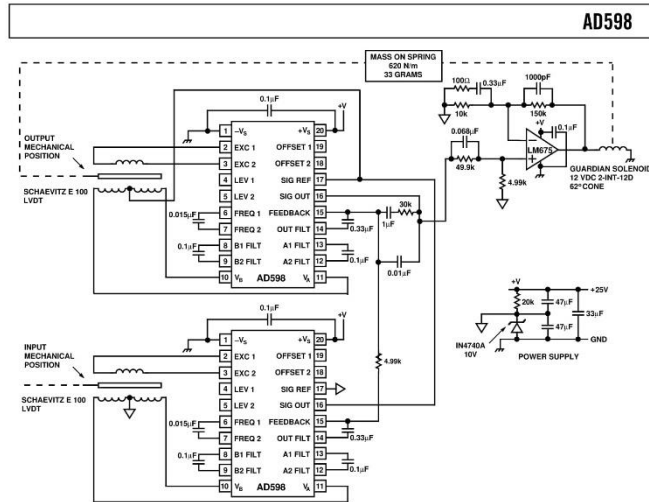 AD598
MASS ON SPRING
620 N/m
33 GRAMS
100Ω
0.33μF
1000pF
10k
150k
+V
0.1μF
LM675
GUARDIAN SOLENOID
12 VDC 2-INT-12D
62° CONE
0.068μF
49.9k
4.99k
OUTPUT
MECHANICAL
POSITION
SCHAEVITZ E 100
LVDT
0.1μF
+V
1 –VS
+VS 20
2 EXC 1
OFFSET 1 19
3 EXC 2
OFFSET 2 18
4 LEV 1
SIG REF 17
5 LEV 2
SIG OUT 16
6 FREQ 1
FEEDBACK 15
7 FREQ 2
OUT FILT 14
8 B1 FILT
A1 FILT 13
9 B2 FILT
A2 FILT 12
10 VB
VA 11
AD598
0.015μF
0.1μF
0.33μF
0.1μF
1μF
30k
0.01μF
4.99k
INPUT
MECHANICAL
POSITION
SCHAEVITZ E 100
LVDT
0.1μF
+V
1 –VS
+VS 20
2 EXC 1
OFFSET 1 19
3 EXC 2
OFFSET 2 18
4 LEV 1
SIG REF 17
5 LEV 2
SIG OUT 16
6 FREQ 1
FEEDBACK 15
7 FREQ 2
OUT FILT 14
8 B1 FILT
A1 FILT 13
9 B2 FILT
A2 FILT 12
10 VB
VA 11
AD598
0.015μF
0.1μF
0.33μF
0.1μF
+V
+25V
20k
47μF
47μF
33μF
GND
IN4740A
10V
POWER SUPPLY